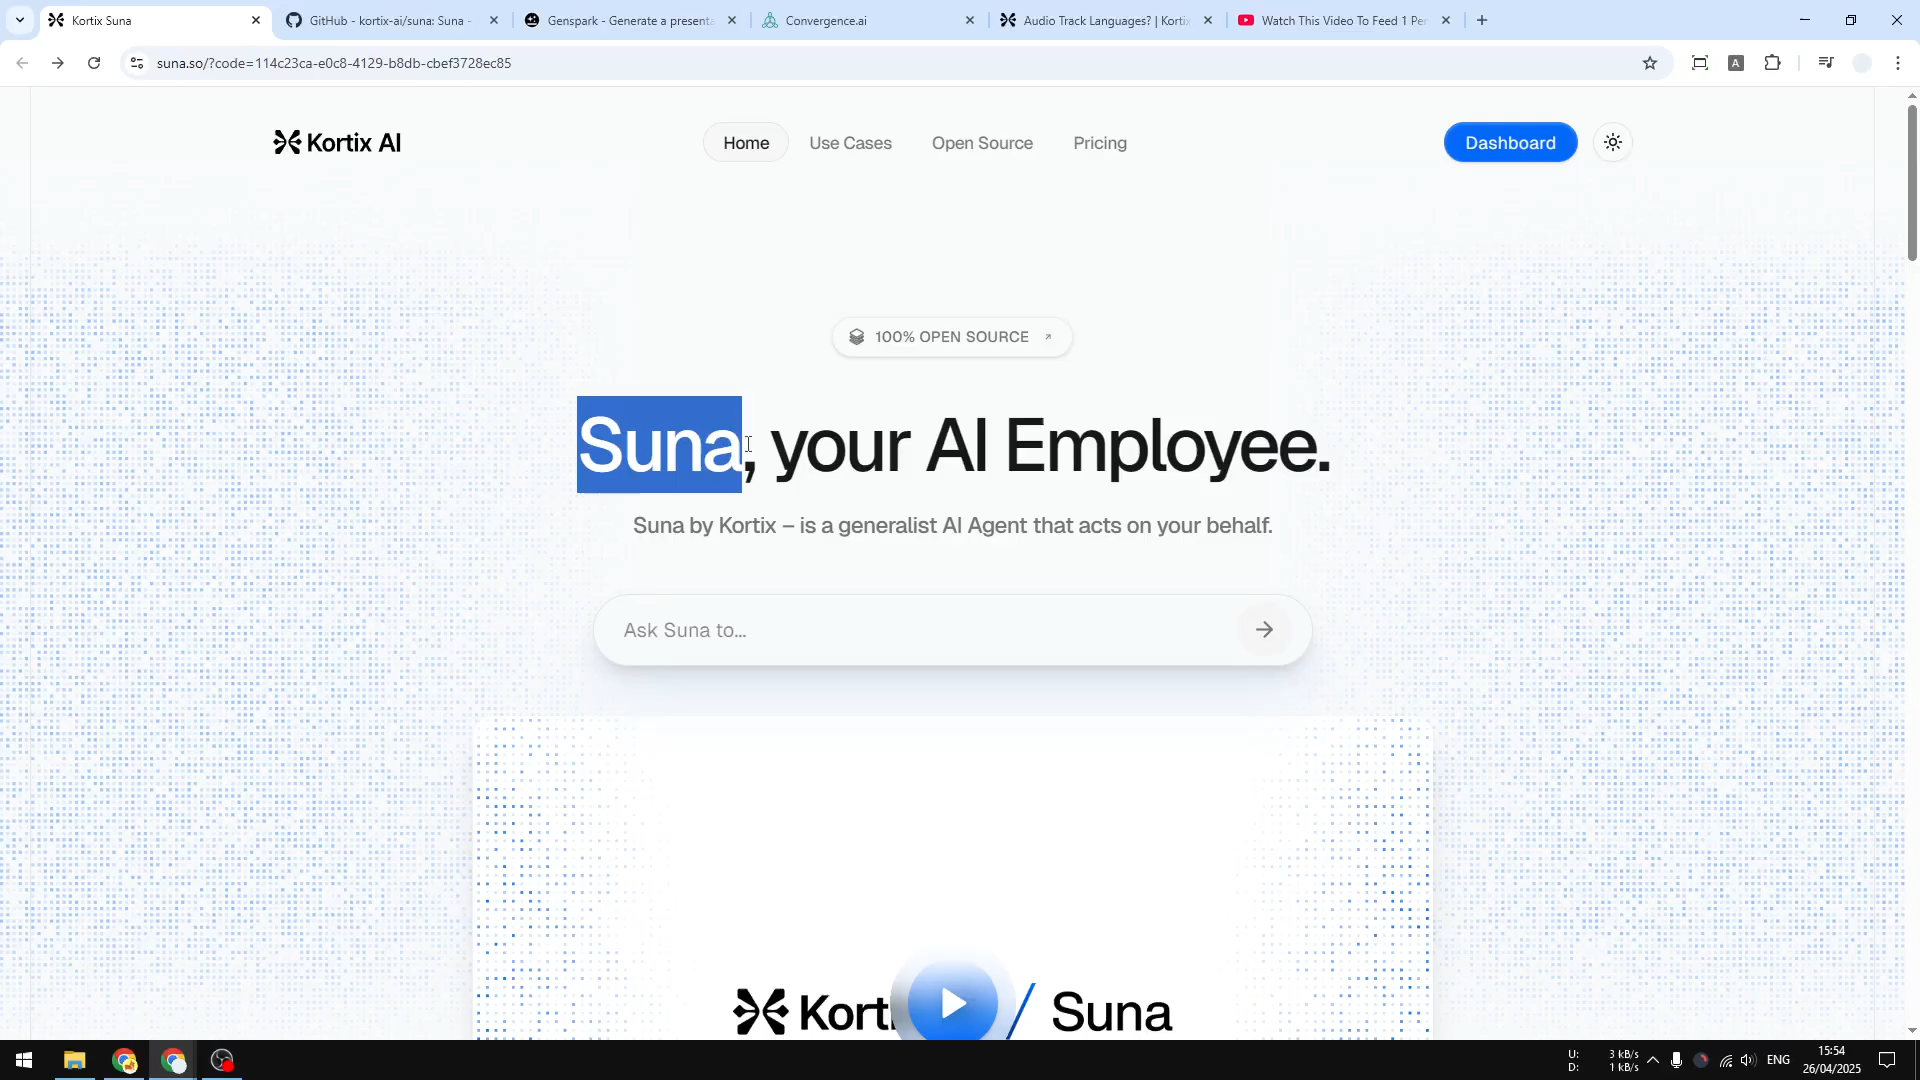 Kortix Suna
GitHub - kortix-ai/suna: Suna -
Genspark - Generate a presenta
Convergence.ai
Audio Track Languages? | Kortix
Watch This Video To Feed 1 Per
suna.so/?code=114c23ca-e0c8-4129-b8db-cbef3728ec85
A
Kortix AI
Home
Use Cases
Open Source
Pricing
Dashboard
100% OPEN SOURCE
Suna, your AI Employee.
Suna by Kortix – is a generalist AI Agent that acts on your behalf.
Ask Suna to...
Korti / Suna
U: 3 kB/s
D: 1 kB/s
ENG
15:54
26/04/2025